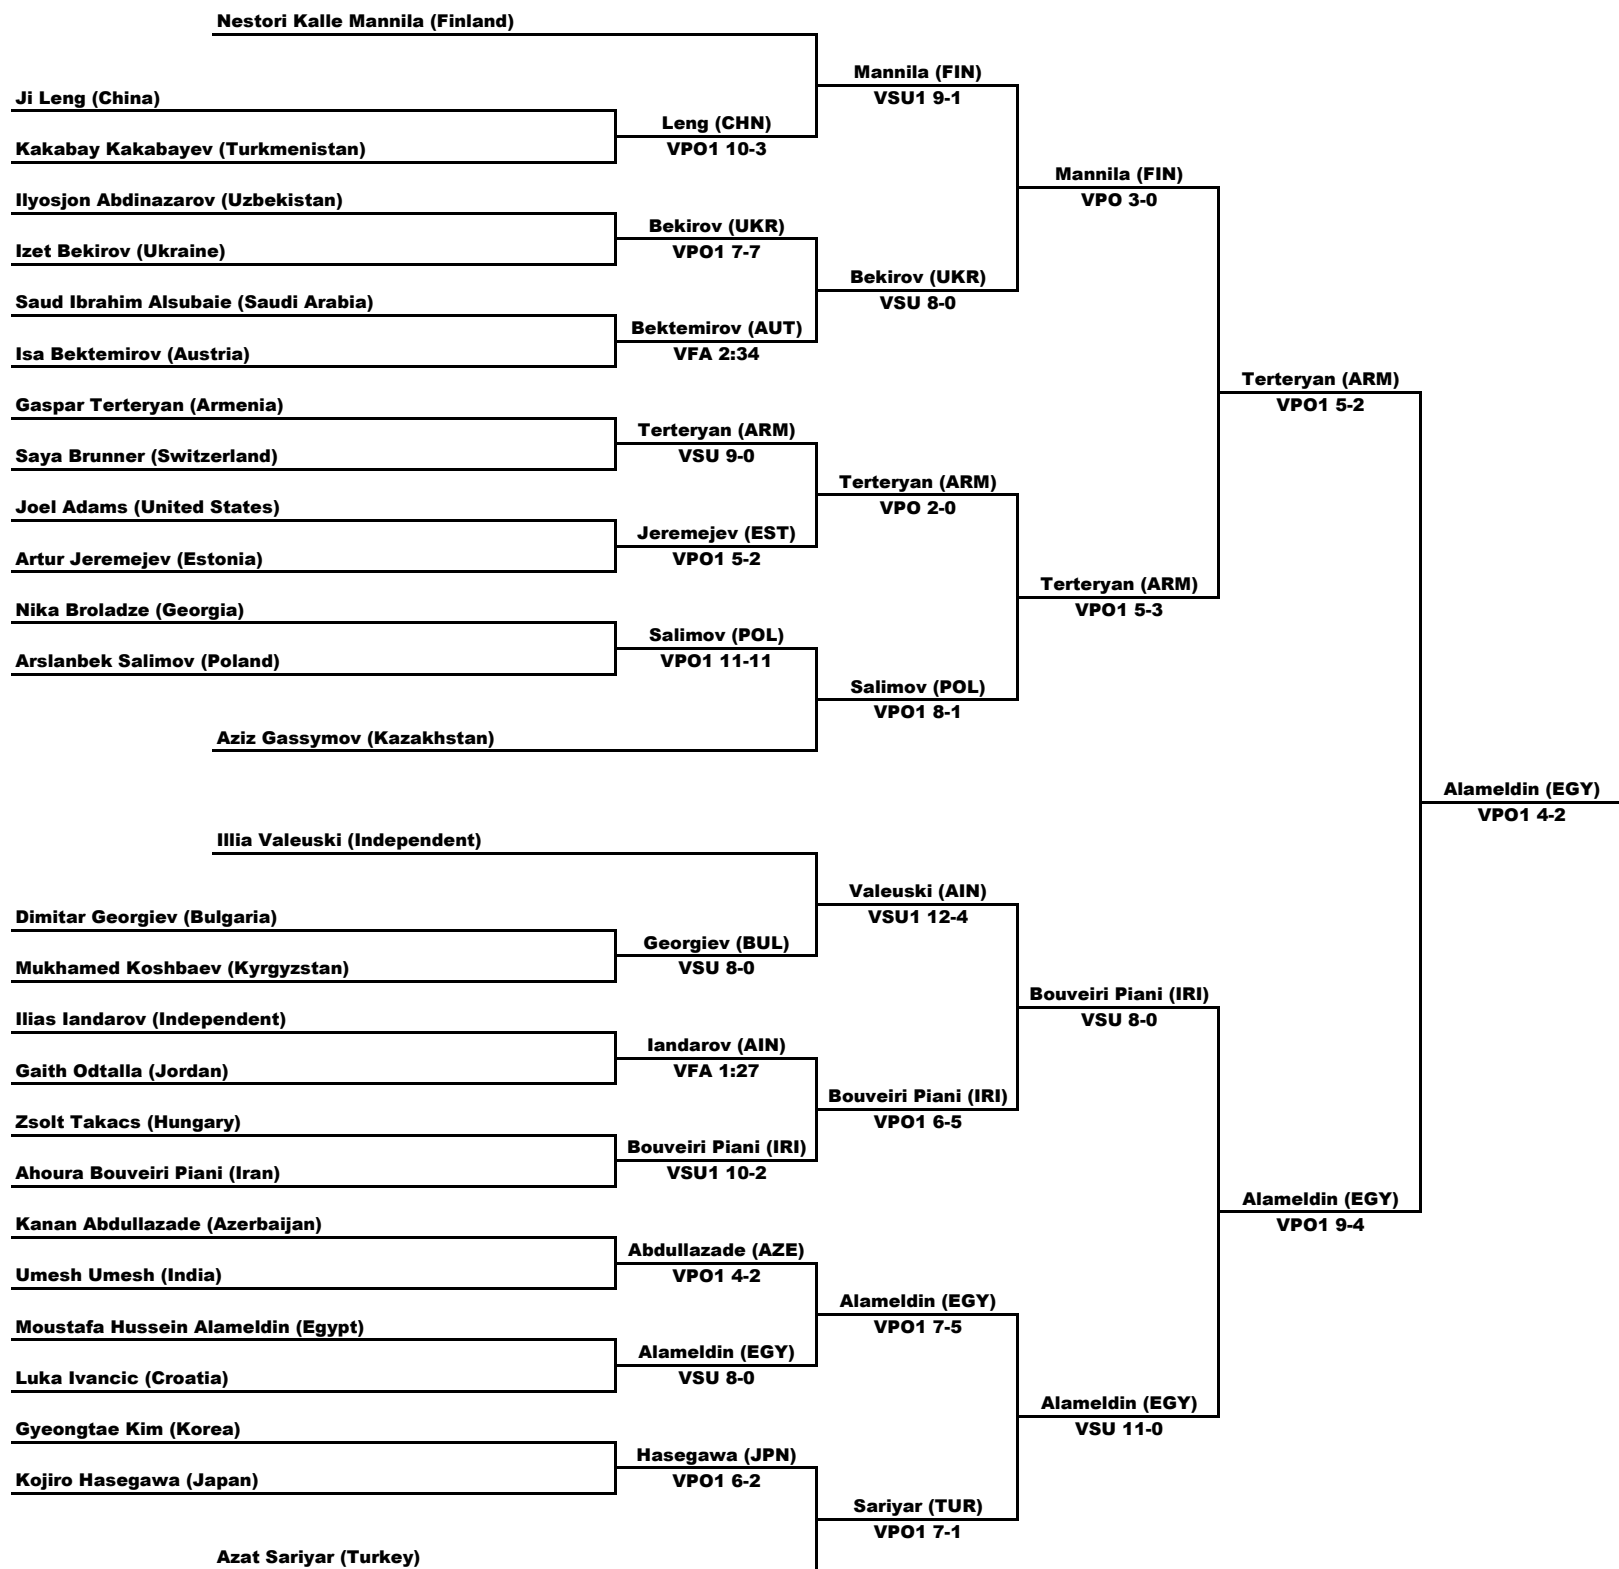 Nestori Kalle Mannila (Finland)
Mannila (FIN)
VSU1 9-1
Ji Leng (China)
Leng (CHN)
VPO1 10-3
Kakabay Kakabayev (Turkmenistan)
Mannila (FIN)
VPO 3-0
Ilyosjon Abdinazarov (Uzbekistan)
Bekirov (UKR)
VPO1 7-7
Izet Bekirov (Ukraine)
Bekirov (UKR)
VSU 8-0
Saud Ibrahim Alsubaie (Saudi Arabia)
Bektemirov (AUT)
VFA 2:34
Isa Bektemirov (Austria)
Terteryan (ARM)
VPO1 5-2
Gaspar Terteryan (Armenia)
Terteryan (ARM)
VSU 9-0
Saya Brunner (Switzerland)
Terteryan (ARM)
VPO 2-0
Joel Adams (United States)
Jeremejev (EST)
VPO1 5-2
Artur Jeremejev (Estonia)
Terteryan (ARM)
VPO1 5-3
Nika Broladze (Georgia)
Salimov (POL)
VPO1 11-11
Arslanbek Salimov (Poland)
Salimov (POL)
VPO1 8-1
Aziz Gassymov (Kazakhstan)
Alameldin (EGY)
VPO1 4-2
Illia Valeuski (Independent)
Valeuski (AIN)
VSU1 12-4
Dimitar Georgiev (Bulgaria)
Georgiev (BUL)
VSU 8-0
Mukhamed Koshbaev (Kyrgyzstan)
Bouveiri Piani (IRI)
VSU 8-0
Ilias Iandarov (Independent)
Iandarov (AIN)
VFA 1:27
Gaith Odtalla (Jordan)
Bouveiri Piani (IRI)
VPO1 6-5
Zsolt Takacs (Hungary)
Bouveiri Piani (IRI)
VSU1 10-2
Ahoura Bouveiri Piani (Iran)
Alameldin (EGY)
VPO1 9-4
Kanan Abdullazade (Azerbaijan)
Abdullazade (AZE)
VPO1 4-2
Umesh Umesh (India)
Alameldin (EGY)
VPO1 7-5
Moustafa Hussein Alameldin (Egypt)
Alameldin (EGY)
VSU 8-0
Luka Ivancic (Croatia)
Alameldin (EGY)
VSU 11-0
Gyeongtae Kim (Korea)
Hasegawa (JPN)
VPO1 6-2
Kojiro Hasegawa (Japan)
Sariyar (TUR)
VPO1 7-1
Azat Sariyar (Turkey)